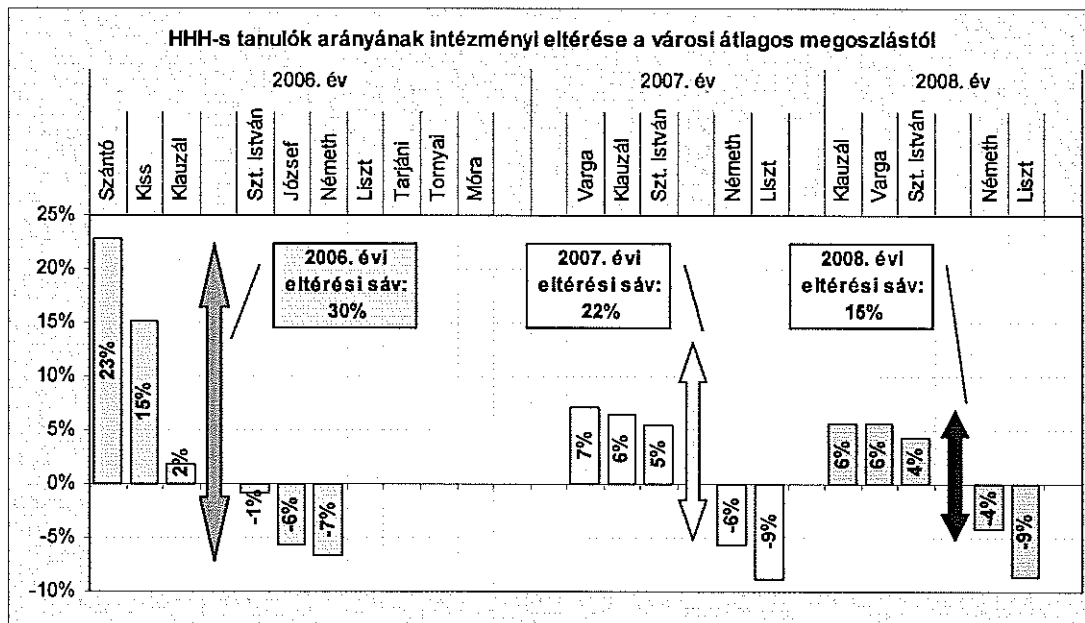 HHH-s tanulók arányának intézményi eltérése a városi átlagos megoszlástól
2006. év 2007. év 2008. év
Szántó Kiss Klauzál Szt. István József Németh Liszt Tarjáni Tornyai Móra Varga Klauzál Szt. István Németh Liszt Klauzál Varga Szt. István Németh Liszt
25%
20%
15%
10%
5%
0%
-5%
-10%
2006. évi
eltérési sáv:
30%
2007. évi
eltérési sáv:
22%
2008. évi
eltérési sáv:
15%
23% 15% 2% -1% -6% -7% 7% 6% 5% -6% -9% 6% 6% 4% -4% -9%